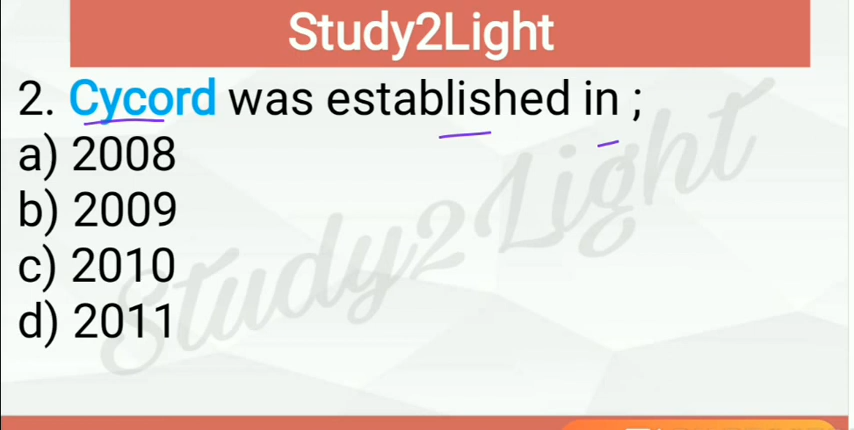 Study2Light
2. Cycord was established in ;
a) 2008
b) 2009
c) 2010
d) 2011
Study2Light